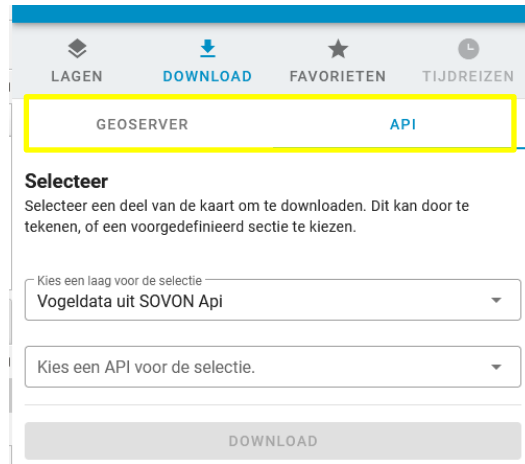 LAGEN DOWNLOAD FAVORIETEN TIJDREIZEN
GEOSERVER API
Selecteer
Selecteer een deel van de kaart om te downloaden. Dit kan door te
tekenen, of een voorgedefinieerd sectie te kiezen.
Kies een laag voor de selectie
Vogeldata uit SOVON Api
Kies een API voor de selectie.
DOWNLOAD